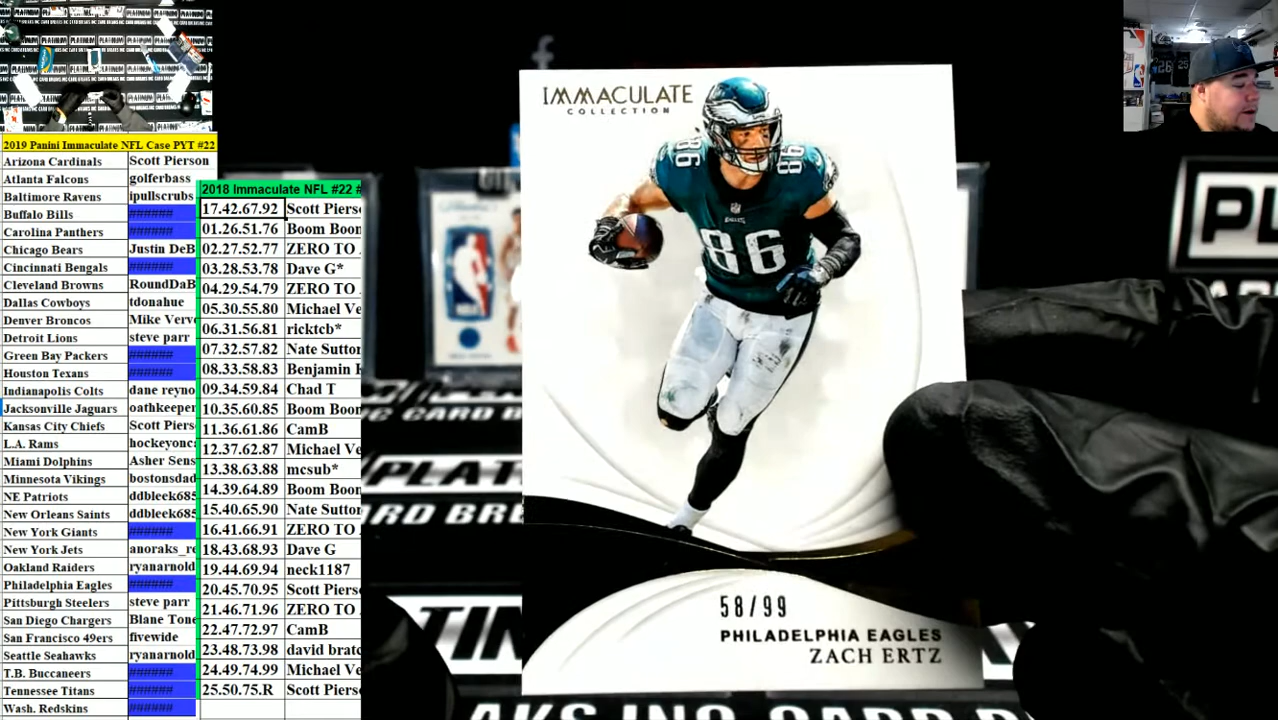 2019 Panini Immaculate NFL Case PYT #22
Arizona Cardinals Scott Pierson
Atlanta Falcons golferbass
Baltimore Ravens ipullscrubs
Buffalo Bills ######
Carolina Panthers ######
Chicago Bears Justin DeB
Cincinnati Bengals ######
Cleveland Browns RoundDaB
Dallas Cowboys tdonahue
Denver Broncos Mike Verv
Detroit Lions steve parr
Green Bay Packers ######
Houston Texans ######
Indianapolis Colts dane reyno
Jacksonville Jaguars oathkeeper
Kansas City Chiefs Scott Piers
L.A. Rams hockeyonc
Miami Dolphins Asher Sens
Minnesota Vikings bostonsdad
NE Patriots ddbleek685
New Orleans Saints ddbleek685
New York Giants ######
New York Jets anoraks_re
Oakland Raiders ryanarnold
Philadelphia Eagles ######
Pittsburgh Steelers steve parr
San Diego Chargers Blane Tone
San Francisco 49ers fivewide
Seattle Seahawks ryanarnold
T.B. Buccaneers ######
Tennessee Titans ######
Wash. Redskins ######
2018 Immaculate NFL #22 #
17.42.67.92 Scott Pierso
01.26.51.76 Boom Boon
02.27.52.77 ZERO TO
03.28.53.78 Dave G*
04.29.54.79 ZERO TO
05.30.55.80 Michael Ve
06.31.56.81 ricktcb*
07.32.57.82 Nate Sutton
08.33.58.83 Benjamin
09.34.59.84 Chad T
10.35.60.85 Boom Boon
11.36.61.86 CamB
12.37.62.87 Michael Ve
13.38.63.88 mcsub*
14.39.64.89 Boom Boon
15.40.65.90 Nate Sutton
16.41.66.91 ZERO TO
18.43.68.93 Dave G
19.44.69.94 neck1187
20.45.70.95 Scott Pierso
21.46.71.96 ZERO TO
22.47.72.97 CamB
23.48.73.98 david bratc
24.49.74.99 Michael Ve
25.50.75.R Scott Pierso
IMMACULATE
COLLECTION
86
86
86
58/99
PHILADELPHIA EAGLES
ZACH ERTZ